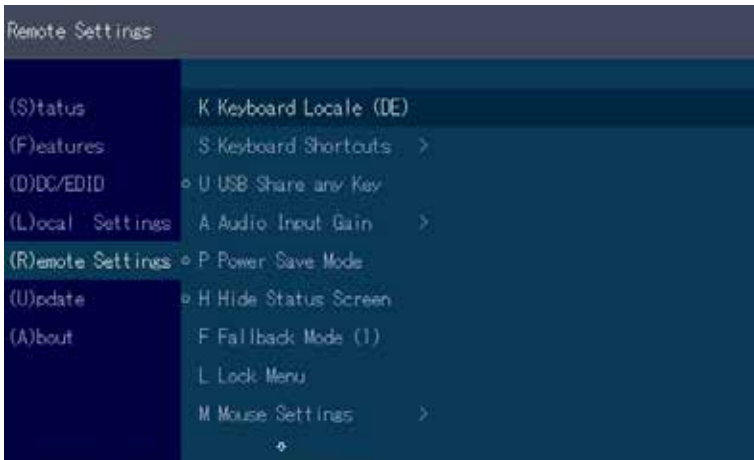 Remote Settings
(S)tatus
(F)eatures
(D)DC/EDID
(L)ocal Settings
(R)emote Settings
(U)pdate
(A)bout
K Keyboard Locale (DE)
S Keyboard Shortcuts >
U USB Share any Key
A Audio Input Gain >
P Power Save Mode
H Hide Status Screen
F Fallback Mode (1)
L Lock Menu
M Mouse Settings >